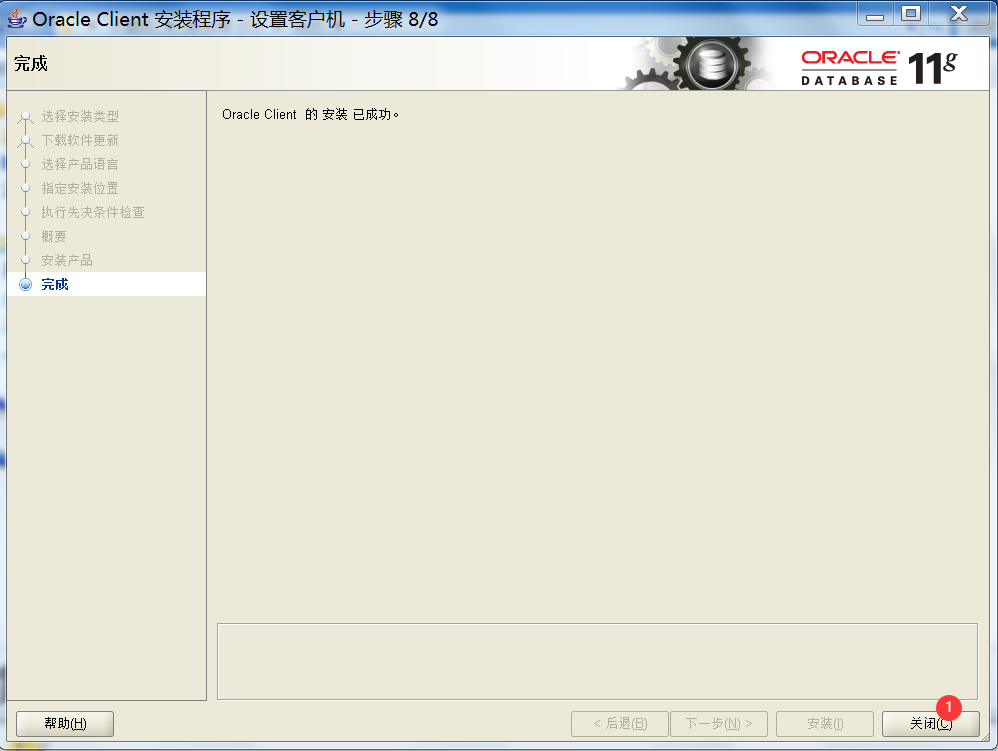 Oracle Client 安装程序 - 设置客户机 - 步骤 8/8
完成
ORACLE 11g
DATABASE
选择安装类型
下载软件更新
选择产品语言
指定安装位置
执行先决条件检查
概要
安装产品
完成
Oracle Client 的 安装 已成功。
1
帮助(H)
< 后退(B)
下一步(N) >
安装(I)
关闭(C)